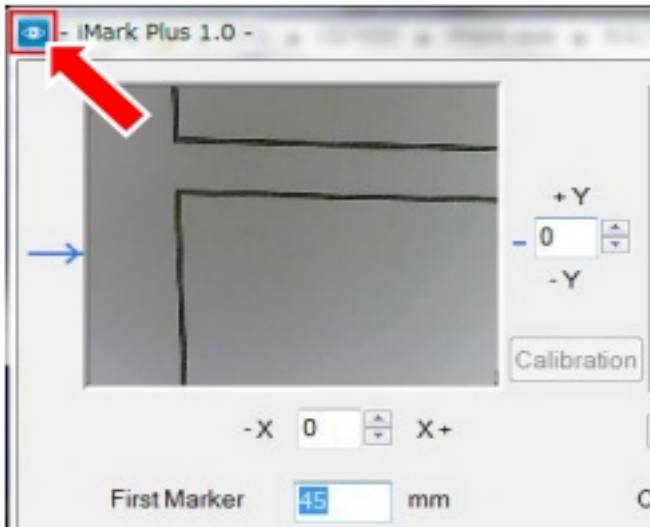 - iMark Plus 1.0 -
+ Y
- 0
- Y
Calibration
- X 0 X +
First Marker 45 mm